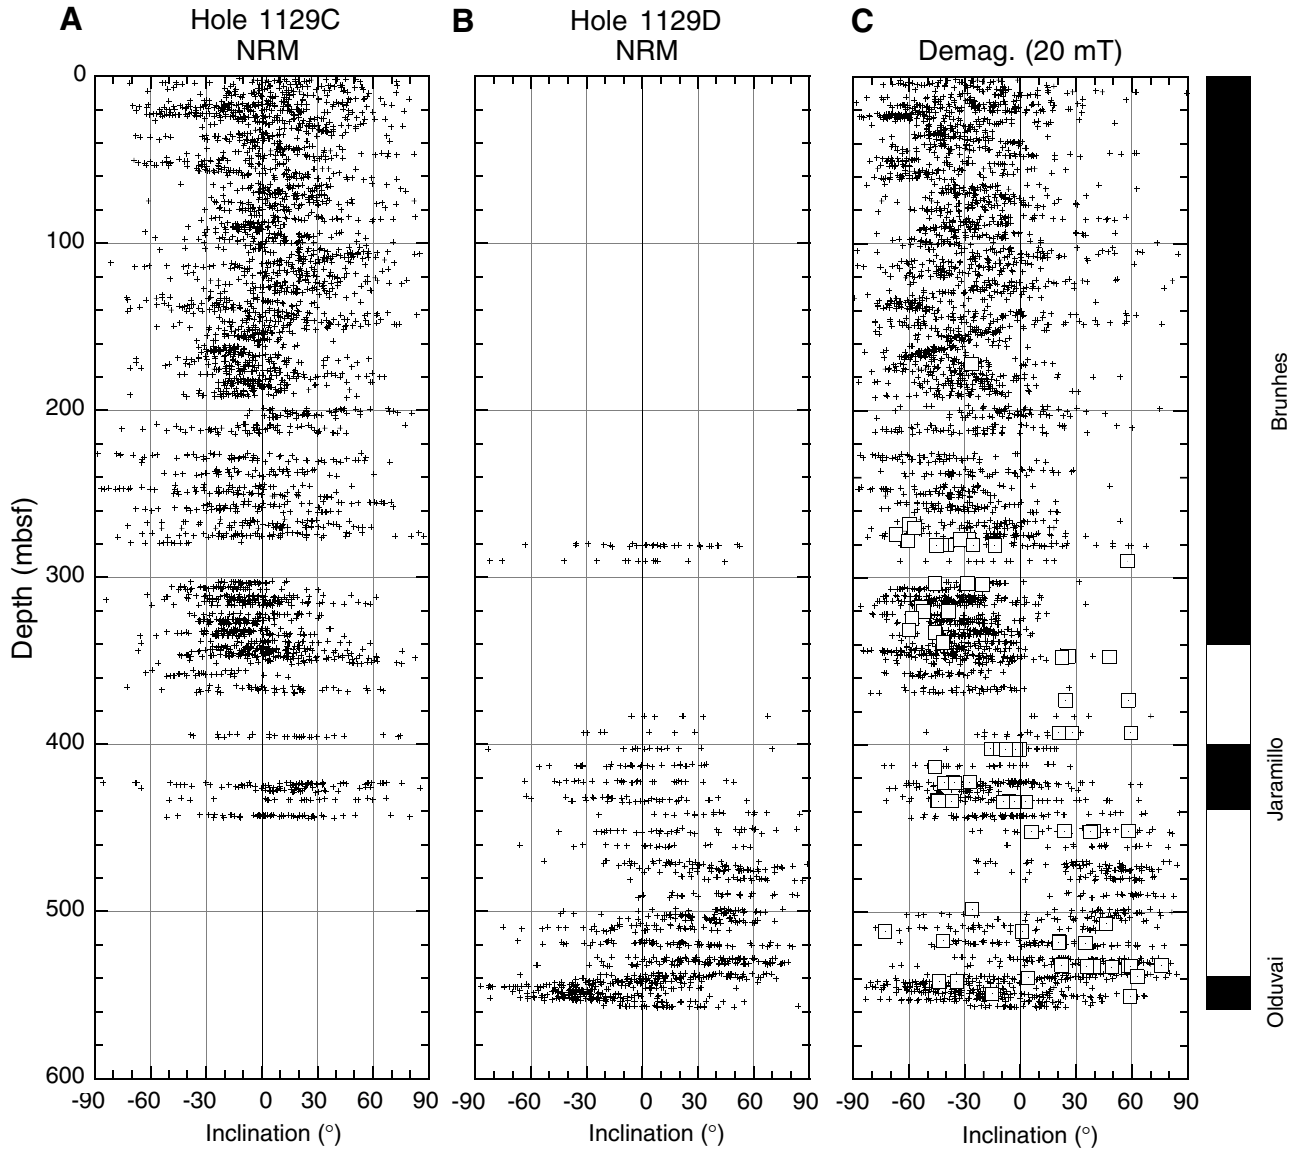 A
Hole 1129C
NRM
B
Hole 1129D
NRM
C
Demag. (20 mT)
Depth (mbsf)
0
100
200
300
400
500
600
-90 -60 -30 0 30 60 90
-90 -60 -30 0 30 60 90
-90 -60 -30 0 30 60 90
Inclination (°)
Inclination (°)
Inclination (°)
Brunhes
Jaramillo
Olduvai